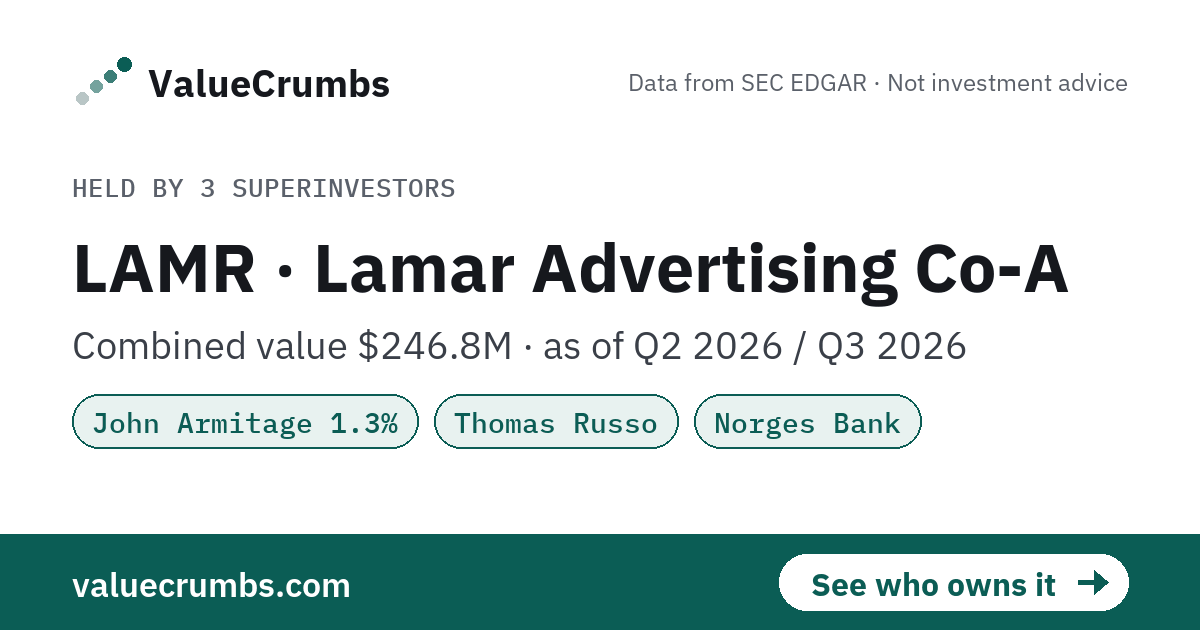 ValueCrumbs
Data from SEC EDGAR · Not investment advice
HELD BY 3 SUPERINVESTORS
LAMR · Lamar Advertising Co-A
Combined value $246.8M · as of Q2 2026 / Q3 2026
John Armitage 1.3%
Thomas Russo
Norges Bank
valuecrumbs.com
See who owns it →